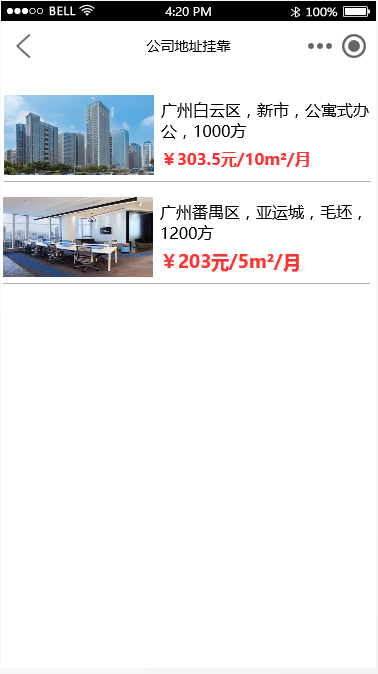 BELL 4:20 PM 100%
公司地址挂靠
广州白云区，新市，公寓式办
公，1000方
￥303.5元/10m²/月
广州番禺区，亚运城，毛坯，
1200方
￥203元/5m²/月